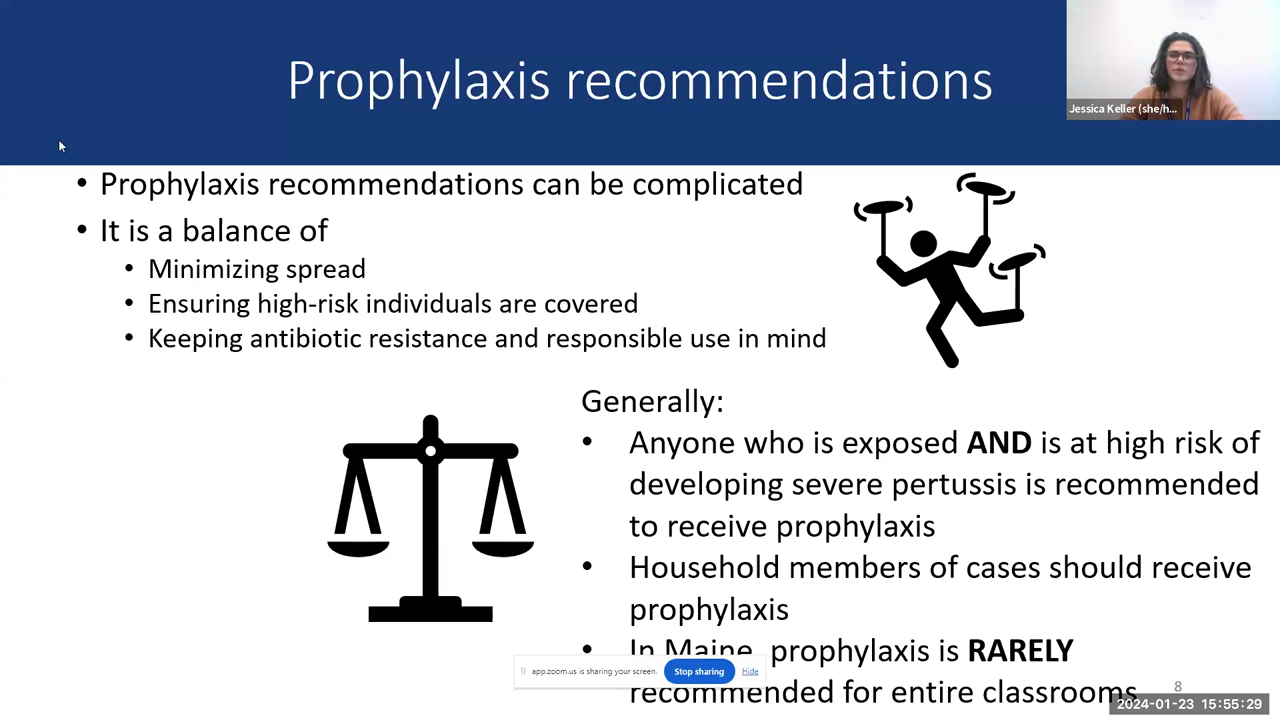 Prophylaxis recommendations
Jessica Keller (she/h...
• Prophylaxis recommendations can be complicated
• It is a balance of
• Minimizing spread
• Ensuring high-risk individuals are covered
• Keeping antibiotic resistance and responsible use in mind
Generally:
• Anyone who is exposed AND is at high risk of
developing severe pertussis is recommended
to receive prophylaxis
• Household members of cases should receive
prophylaxis
• In Maine, prophylaxis is RARELY
recommended for entire classrooms
app.zoom.us is sharing your screen.
Stop sharing
Hide
8
2024-01-23 15:55:29